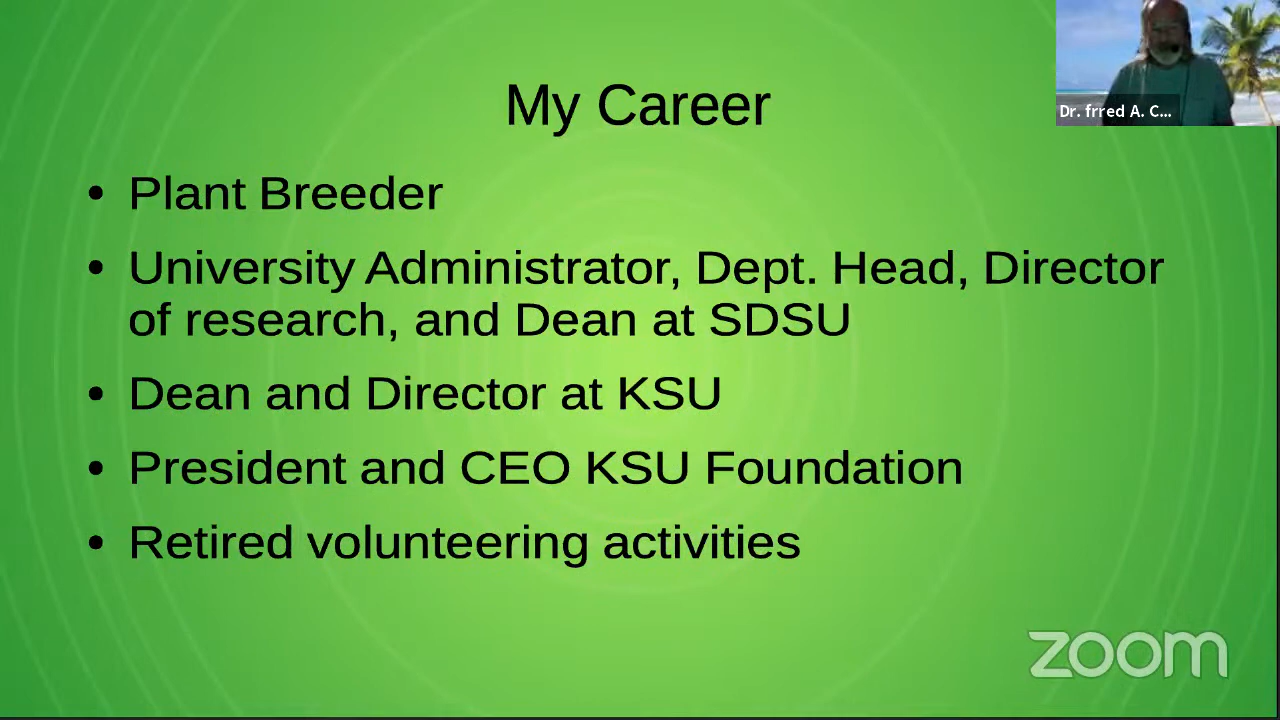 My Career
Dr. frred A. C...
• Plant Breeder
• University Administrator, Dept. Head, Director
of research, and Dean at SDSU
• Dean and Director at KSU
• President and CEO KSU Foundation
• Retired volunteering activities
zoom